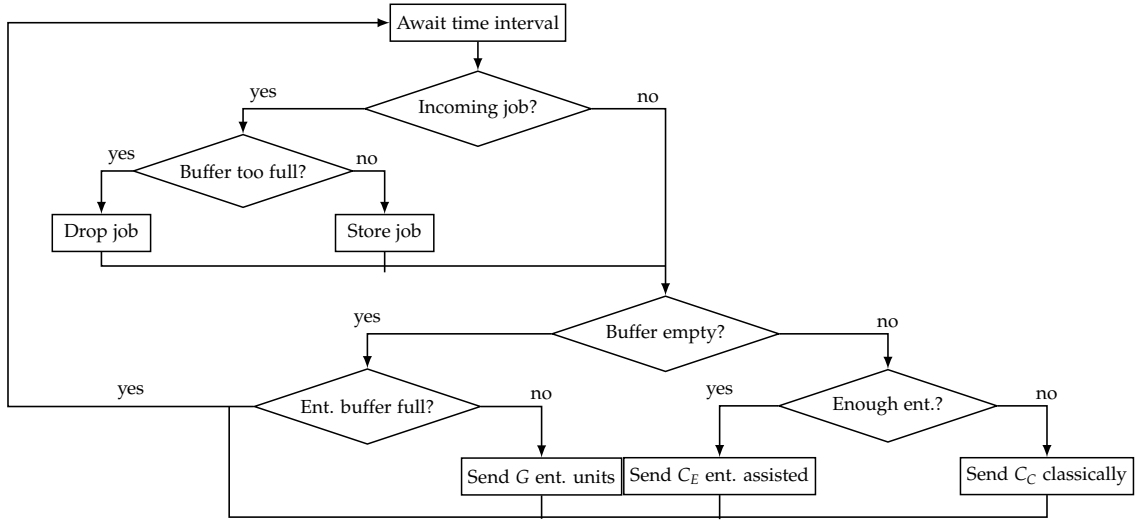 Await time interval
Incoming job?
yes
no
Buffer too full?
yes
no
Drop job
Store job
Buffer empty?
yes
no
Ent. buffer full?
yes
no
Enough ent.?
yes
no
Send G ent. units
Send C_E ent. assisted
Send C_C classically